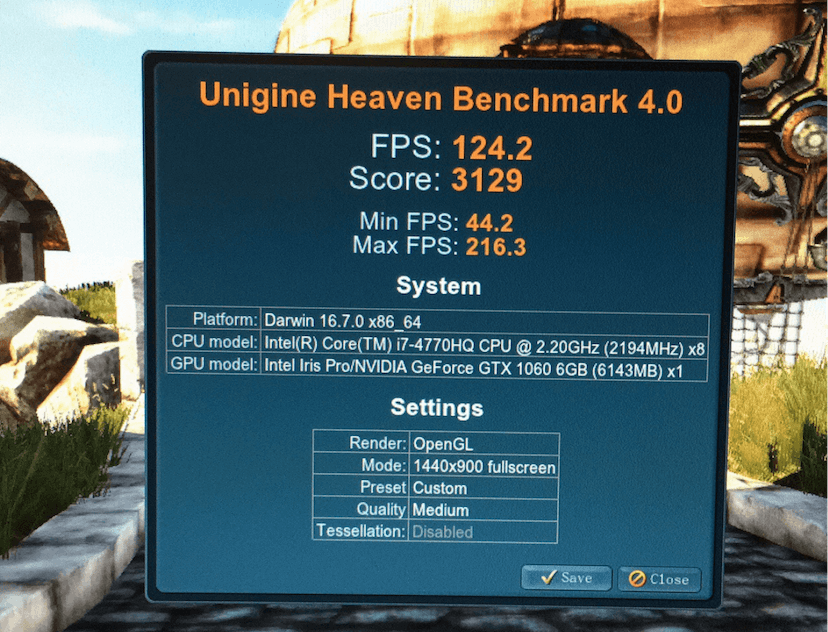 Unigine Heaven Benchmark 4.0
FPS: 124.2
Score: 3129
Min FPS: 44.2
Max FPS: 216.3
System
Platform: Darwin 16.7.0 x86_64
CPU model: Intel(R) Core(TM) i7-4770HQ CPU @ 2.20GHz (2194MHz) x8
GPU model: Intel Iris Pro/NVIDIA GeForce GTX 1060 6GB (6143MB) x1
Settings
Render: OpenGL
Mode: 1440x900 fullscreen
Preset Custom
Quality Medium
Tessellation: Disabled
Save Close